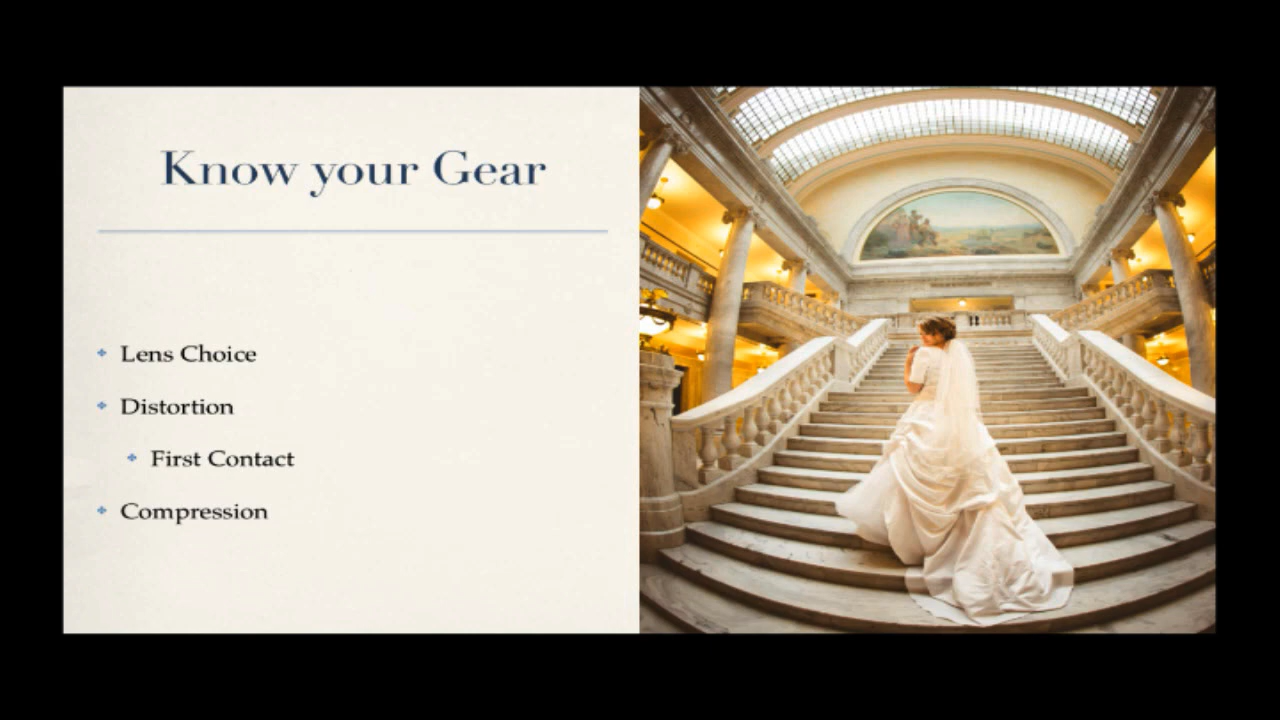 Know your Gear
Lens Choice
Distortion
First Contact
Compression